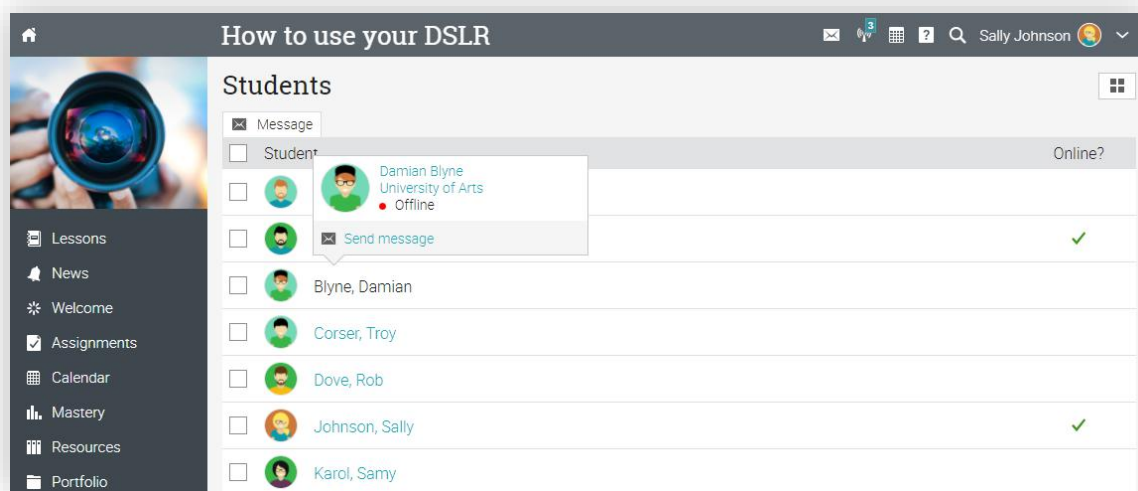 How to use your DSLR
3
?
Sally Johnson
Students
Message
Student
Online?
Damian Blyne
University of Arts
Offline
Send message
Blyne, Damian
Corser, Troy
Dove, Rob
Johnson, Sally
Karol, Samy
Lessons
News
Welcome
Assignments
Calendar
Mastery
Resources
Portfolio